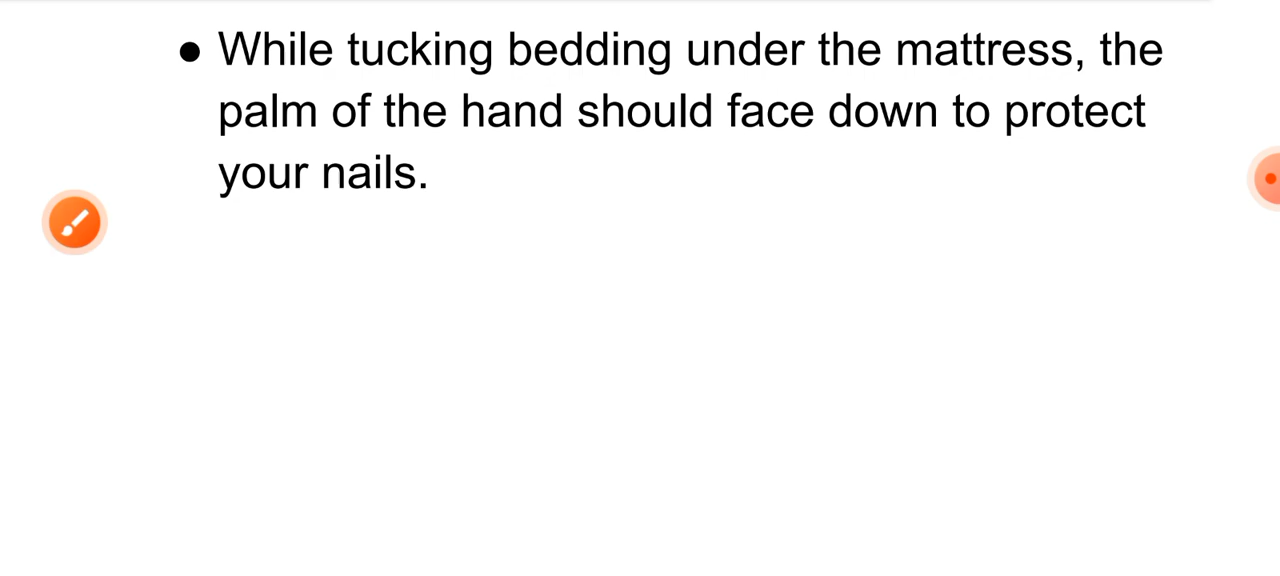 ● While tucking bedding under the mattress, the
palm of the hand should face down to protect
your nails.